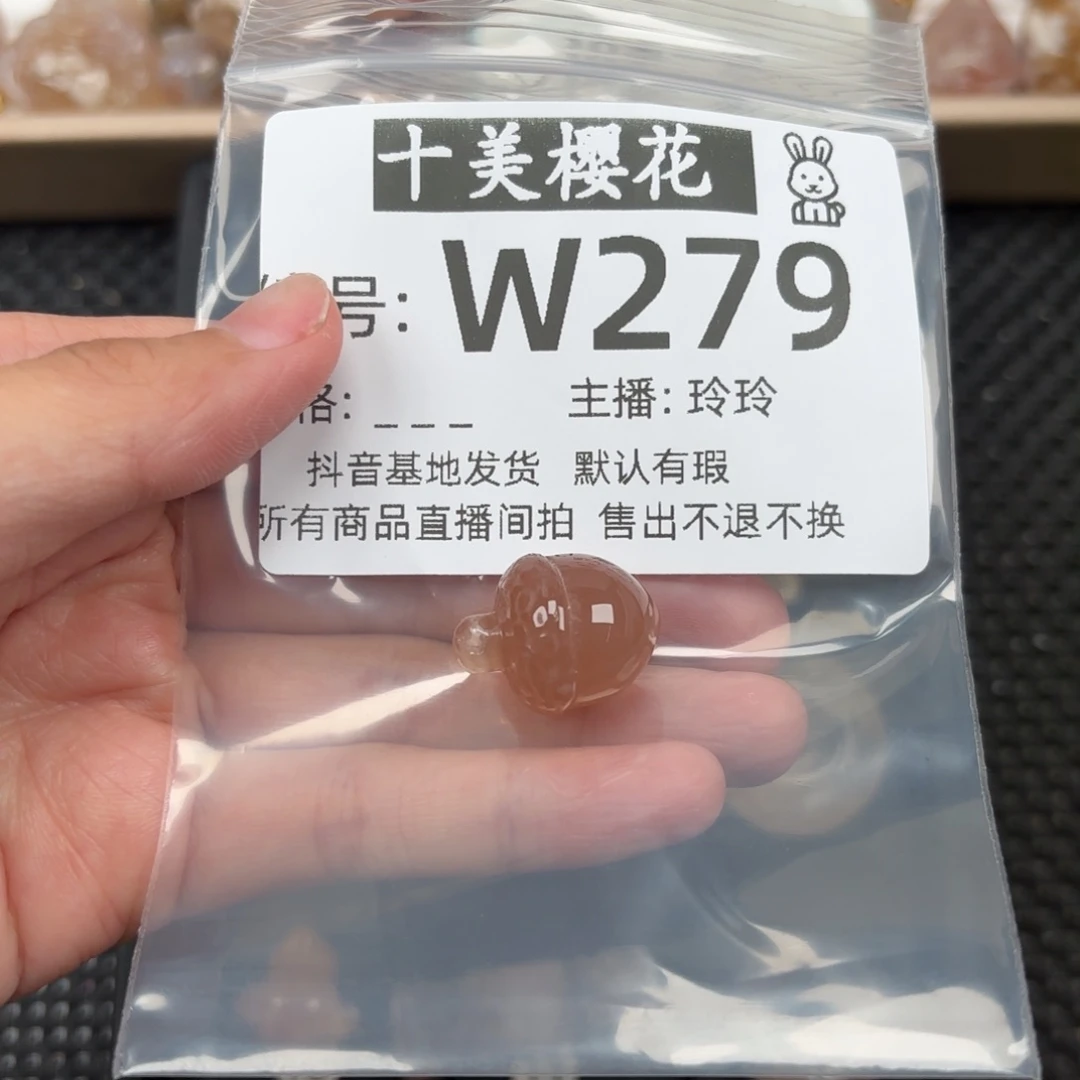 十美樱花
号: W279
格: _ _ _ 主播: 玲玲
抖音基地发货 默认有瑕
所有商品直播间拍 售出不退不换